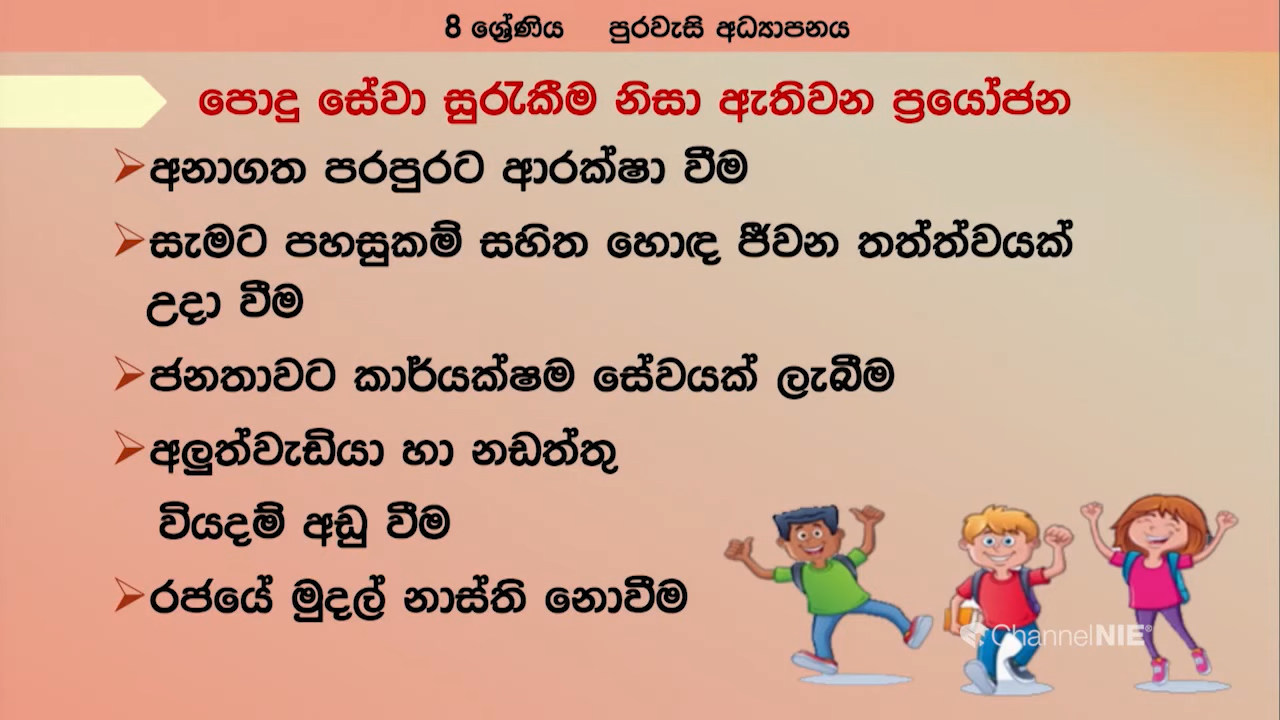 8 ශ්‍රේණිය පුරවැසි අධ්‍යාපනය
පොදු සේවා සුරැකීම නිසා ඇතිවන ප්‍රයෝජන
අනාගත පරපුරට ආරක්ෂා වීම
සැමට පහසුකම් සහිත හොඳ ජීවන තත්ත්වයක්
උදා වීම
ජනතාවට කාර්යක්ෂම සේවයක් ලැබීම
අලුත්වැඩියා හා නඩත්තු
වියදම් අඩු වීම
රජයේ මුදල් නාස්ති නොවීම
ChannelNIE®